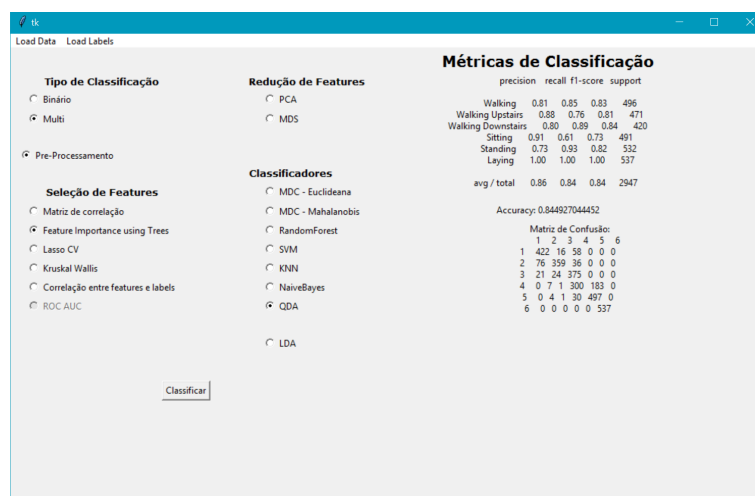 tk
Load Data Load Labels
Tipo de Classificação
Binário
Multi
Pre-Processamento
Seleção de Features
Matriz de correlação
Feature Importance using Trees
Lasso CV
Kruskal Wallis
Correlação entre features e labels
ROC AUC
Classificar
Redução de Features
PCA
MDS
Classificadores
MDC - Euclideana
MDC - Mahalanobis
RandomForest
SVM
KNN
NaiveBayes
QDA
LDA
Métricas de Classificação
precision recall f1-score support
Walking 0.81 0.85 0.83 496
Walking Upstairs 0.88 0.76 0.81 471
Walking Downstairs 0.80 0.89 0.84 420
Sitting 0.91 0.61 0.73 491
Standing 0.73 0.93 0.82 532
Laying 1.00 1.00 1.00 537
avg / total 0.86 0.84 0.84 2947
Accuracy: 0.844927044452
Matriz de Confusão:
1 2 3 4 5 6
1 422 16 58 0 0 0
2 76 359 36 0 0 0
3 21 24 375 0 0 0
4 0 7 1 300 183 0
5 0 4 1 30 497 0
6 0 0 0 0 0 537